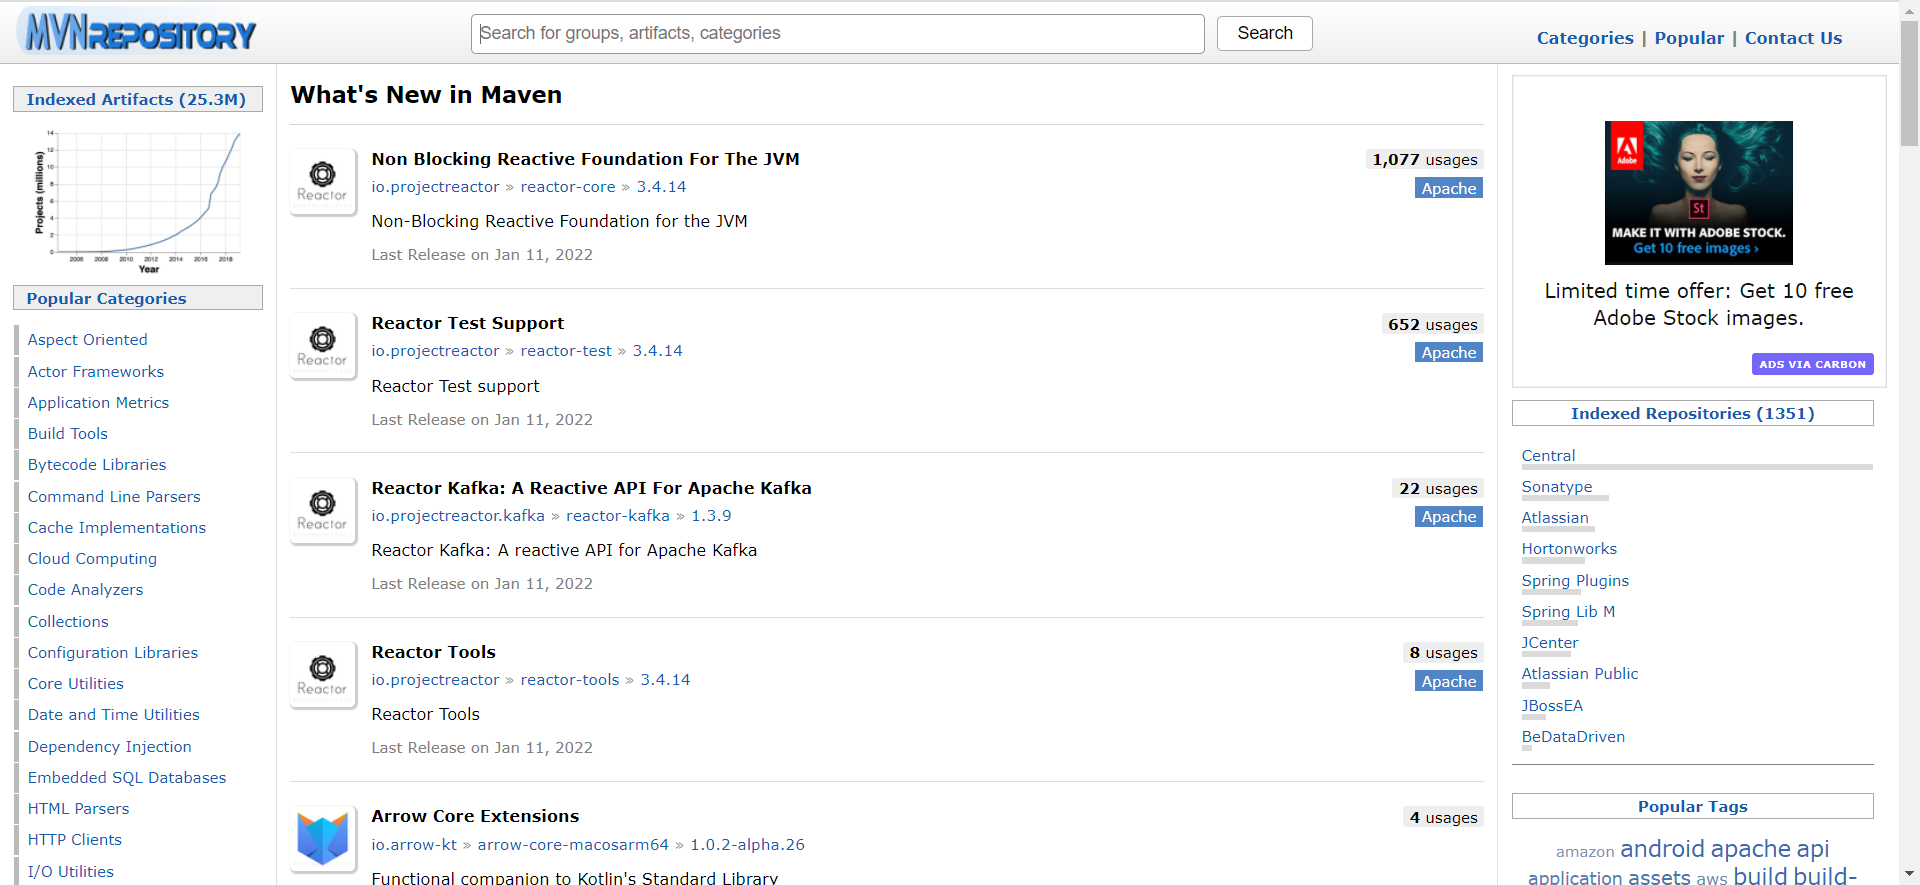 MVNREPOSITORY
Search for groups, artifacts, categories
Search
Categories | Popular | Contact Us
Indexed Artifacts (25.3M)
Projects (millions)
14
12
10
8
6
4
2
0
2006 2008 2010 2012 2014 2016 2018
Year
Popular Categories
Aspect Oriented
Actor Frameworks
Application Metrics
Build Tools
Bytecode Libraries
Command Line Parsers
Cache Implementations
Cloud Computing
Code Analyzers
Collections
Configuration Libraries
Core Utilities
Date and Time Utilities
Dependency Injection
Embedded SQL Databases
HTML Parsers
HTTP Clients
I/O Utilities
What's New in Maven
Reactor
Non Blocking Reactive Foundation For The JVM
1,077 usages
io.projectreactor » reactor-core » 3.4.14
Apache
Non-Blocking Reactive Foundation for the JVM
Last Release on Jan 11, 2022
Reactor
Reactor Test Support
652 usages
io.projectreactor » reactor-test » 3.4.14
Apache
Reactor Test support
Last Release on Jan 11, 2022
Reactor
Reactor Kafka: A Reactive API For Apache Kafka
22 usages
io.projectreactor.kafka » reactor-kafka » 1.3.9
Apache
Reactor Kafka: A reactive API for Apache Kafka
Last Release on Jan 11, 2022
Reactor
Reactor Tools
8 usages
io.projectreactor » reactor-tools » 3.4.14
Apache
Reactor Tools
Last Release on Jan 11, 2022
Arrow Core Extensions
4 usages
io.arrow-kt » arrow-core-macosarm64 » 1.0.2-alpha.26
Functional companion to Kotlin's Standard Library
Adobe
St
MAKE IT WITH ADOBE STOCK.
Get 10 free images ›
Limited time offer: Get 10 free
Adobe Stock images.
ADS VIA CARBON
Indexed Repositories (1351)
Central
Sonatype
Atlassian
Hortonworks
Spring Plugins
Spring Lib M
JCenter
Atlassian Public
JBossEA
BeDataDriven
Popular Tags
amazon android apache api
application assets aws build build-